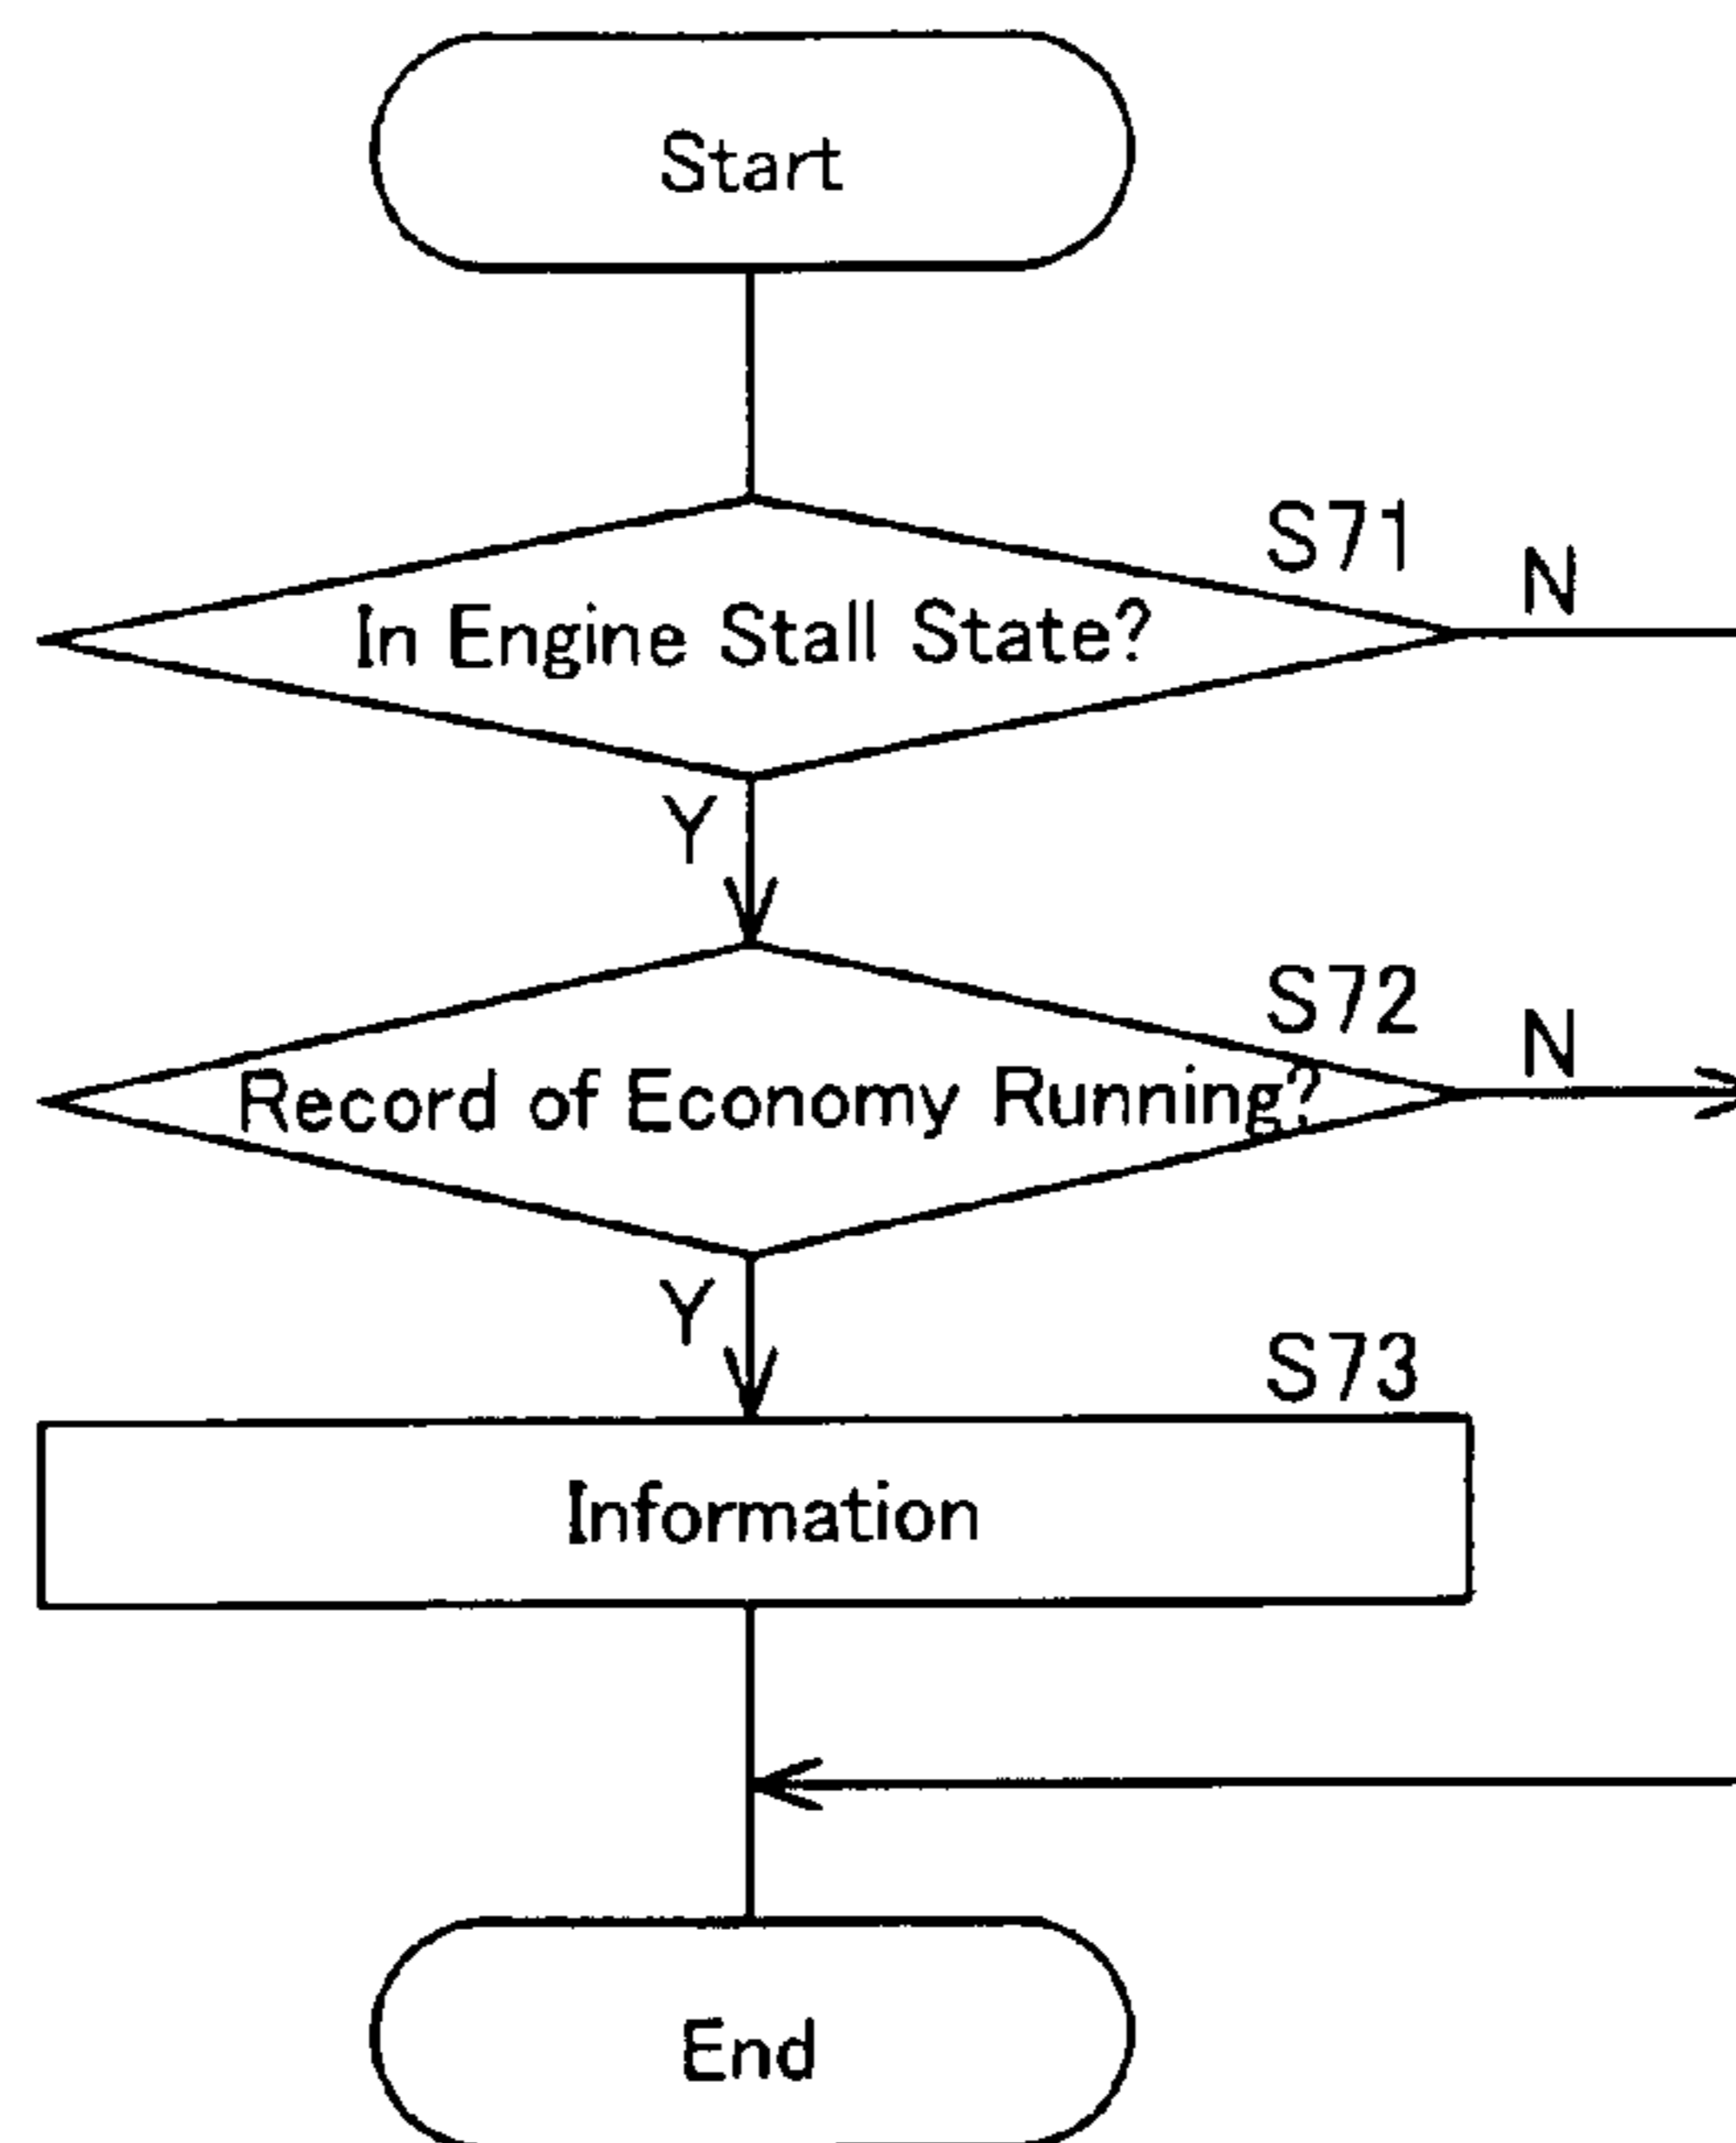 Start
S71
N
In Engine Stall State?
Y
S72
N
Record of Economy Running?
Y
S73
Information
End